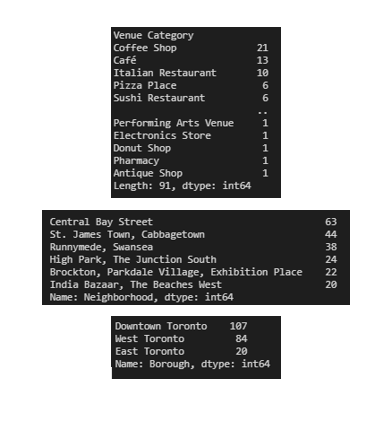 Venue Category
Coffee Shop 21
Café 13
Italian Restaurant 10
Pizza Place 6
Sushi Restaurant 6
..
Performing Arts Venue 1
Electronics Store 1
Donut Shop 1
Pharmacy 1
Antique Shop 1
Length: 91, dtype: int64
Central Bay Street 63
St. James Town, Cabbagetown 44
Runnymede, Swansea 38
High Park, The Junction South 24
Brockton, Parkdale Village, Exhibition Place 22
India Bazaar, The Beaches West 20
Name: Neighborhood, dtype: int64
Downtown Toronto 107
West Toronto 84
East Toronto 20
Name: Borough, dtype: int64